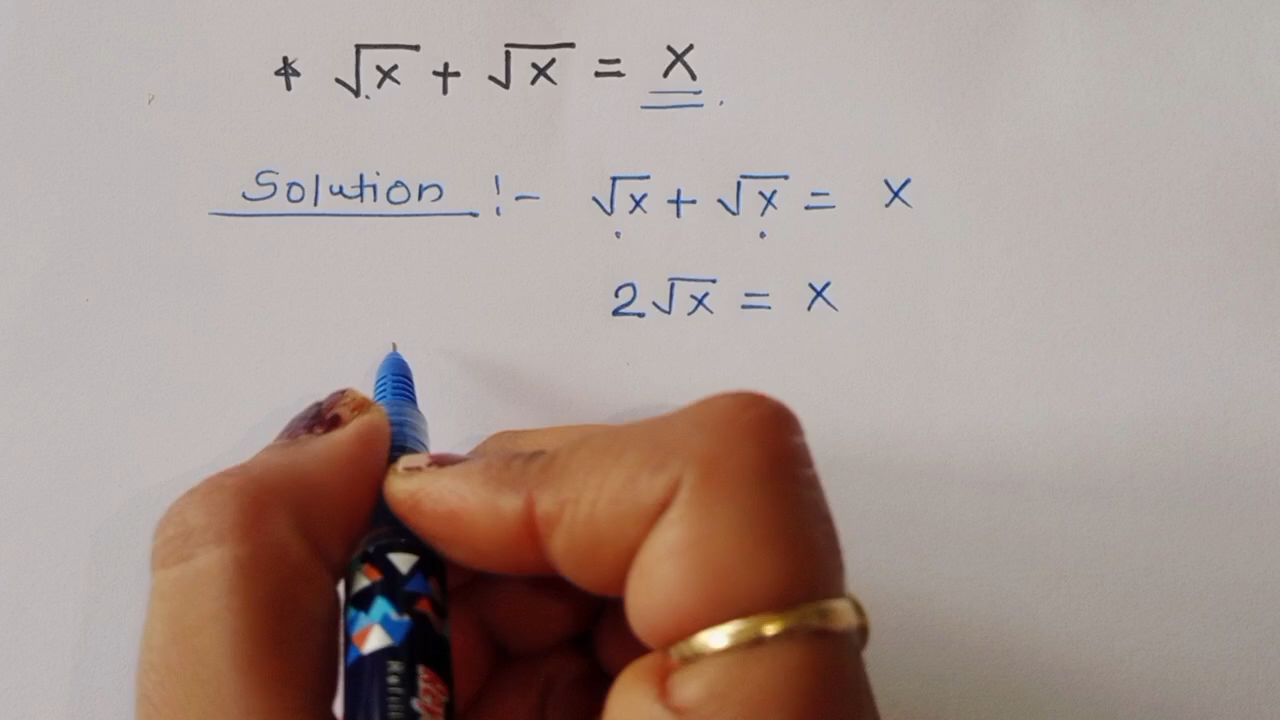 * √x + √x = x
Solution :- √x + √x = x
2√x = x